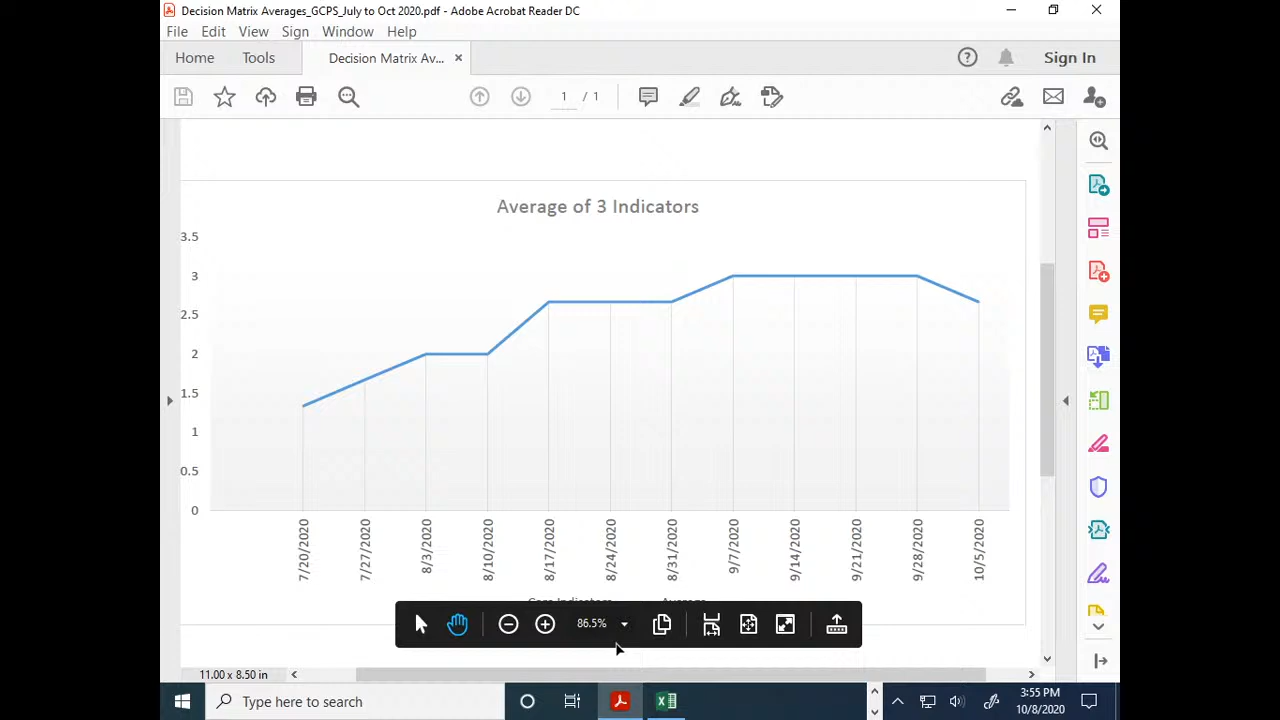 Decision Matrix Averages_GCPS_July to Oct 2020.pdf - Adobe Acrobat Reader DC
File Edit View Sign Window Help
Home Tools Decision Matrix Av... Sign In
1 / 1
Average of 3 Indicators
3.5
3
2.5
2
1.5
1
0.5
0
7/20/2020 7/27/2020 8/3/2020 8/10/2020 8/17/2020 8/24/2020 8/31/2020 9/7/2020 9/14/2020 9/21/2020 9/28/2020 10/5/2020
86.5%
11.00 x 8.50 in
Type here to search
3:55 PM
10/8/2020